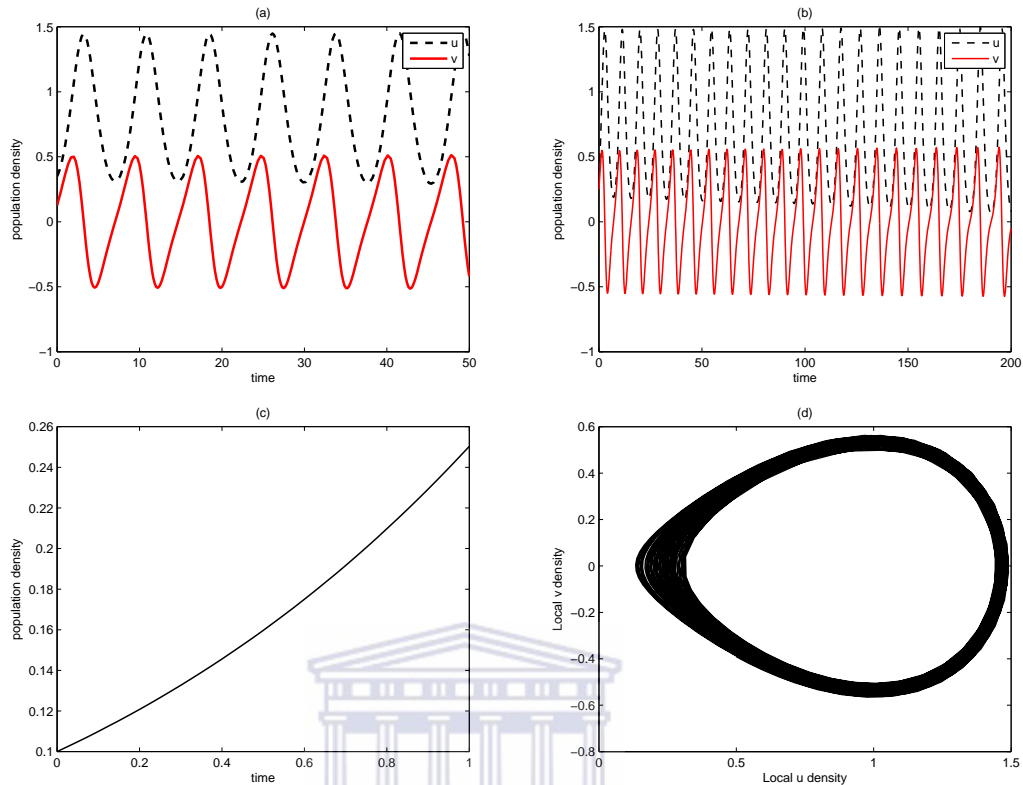 (a)
1.5
1
0.5
0
−0.5
−1
population density
0 10 20 30 40 50
time
u
v
(b)
1.5
1
0.5
0
−0.5
−1
population density
0 50 100 150 200
time
u
v
(c)
0.26
0.24
0.22
0.2
0.18
0.16
0.14
0.12
0.1
population density
0 0.2 0.4 0.6 0.8 1
time
(d)
0.6
0.4
0.2
0
−0.2
−0.4
−0.6
−0.8
Local v density
0 0.5 1 1.5
Local u density